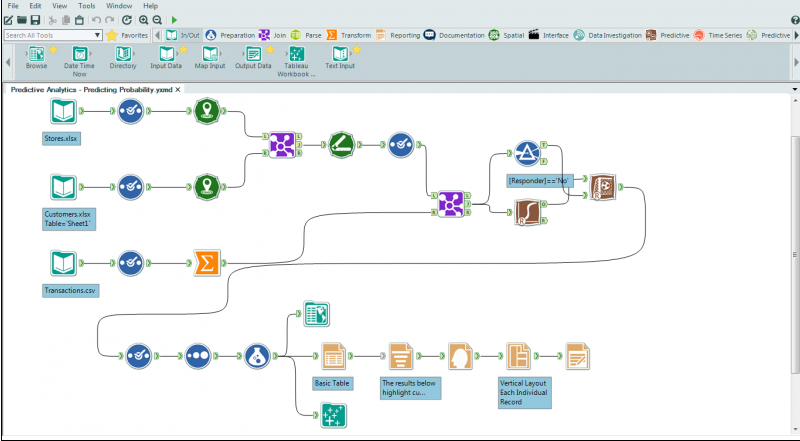 File Edit View Options Help
Search All Tools
Favorites In/Out Preparation Join Parse Transform Reporting Documentation Spatial Interface Data Investigation Predictive Time Series Predictive
Browse Date Time Now Directory Input Data Map Input Output Data Tableau Workbook ... Text Input
Predictive Analytics - Predicting Probability.yxmd X
Stores.xlsx
L L
J
R R
T
F
[Responder]=='No'
Customers.xlsx
Table=`Sheet1`
L L
J
R R
R O
R
R
Transactions.csv
Basic Table
The results below
highlight cu...
Vertical Layout
Each Individual
Record